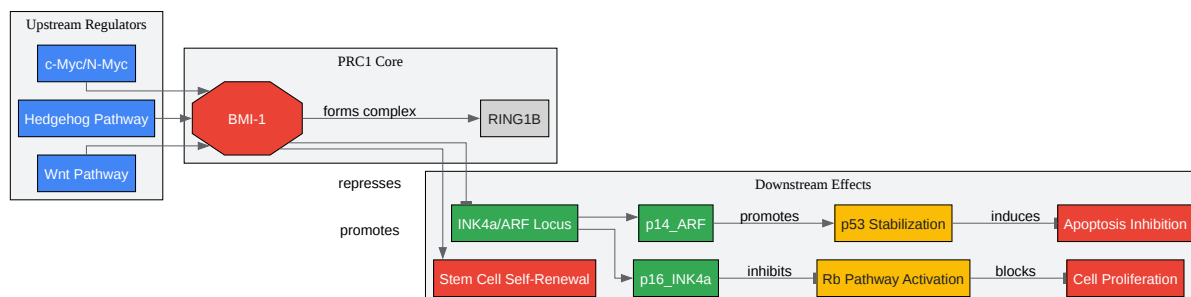 Upstream Regulators
c-Myc/N-Myc
Hedgehog Pathway
Wnt Pathway
PRC1 Core
BMI-1
forms complex
RING1B
represses
promotes
Downstream Effects
INK4a/ARF Locus
p14_ARF
promotes
p53 Stabilization
induces
Apoptosis Inhibition
Stem Cell Self-Renewal
p16_INK4a
inhibits
Rb Pathway Activation
blocks
Cell Proliferation